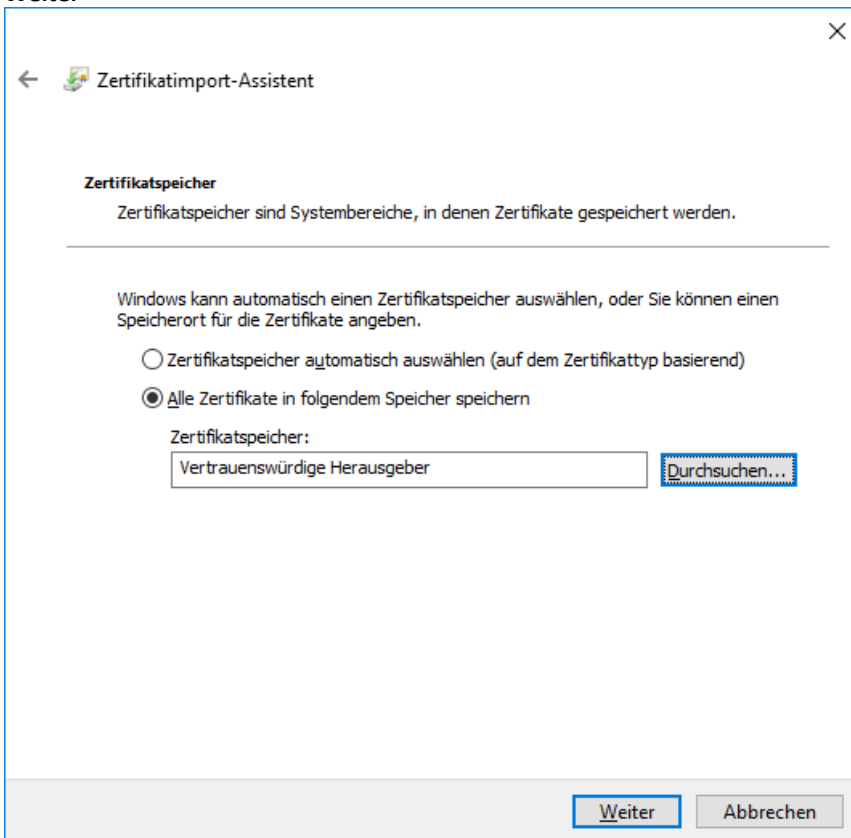 Weiter
Zertifikatimport-Assistent
Zertifikatspeicher
Zertifikatspeicher sind Systembereiche, in denen Zertifikate gespeichert werden.
Windows kann automatisch einen Zertifikatspeicher auswählen, oder Sie können einen
Speicherort für die Zertifikate angeben.
Zertifikatspeicher automatisch auswählen (auf dem Zertifikattyp basierend)
Alle Zertifikate in folgendem Speicher speichern
Zertifikatspeicher:
Vertrauenswürdige Herausgeber Durchsuchen...
Weiter Abbrechen